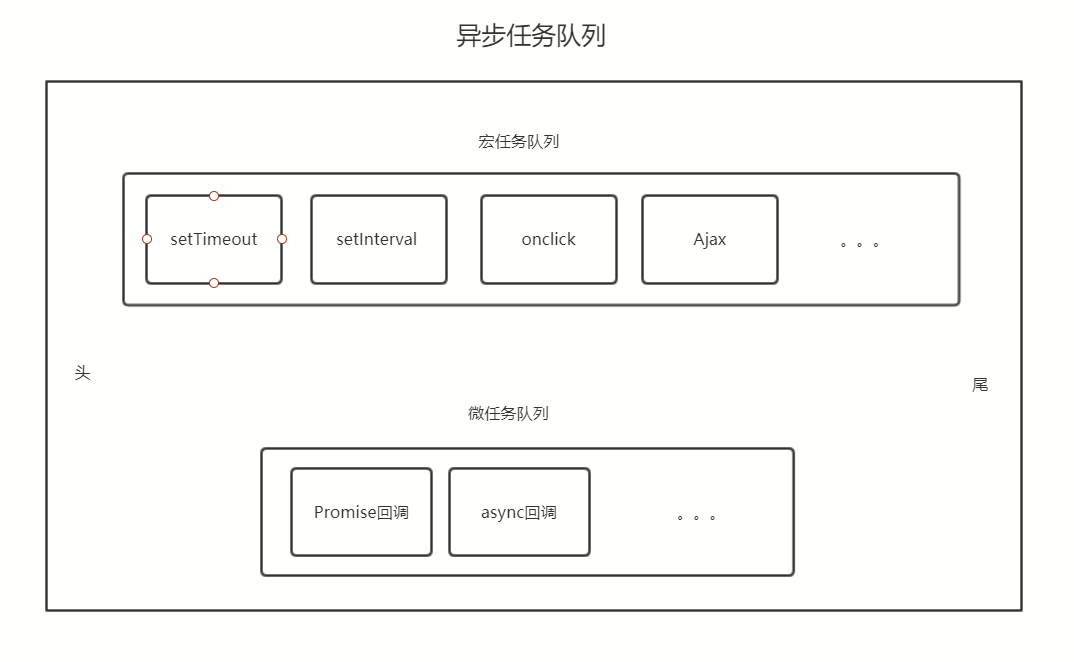 异步任务队列
宏任务队列
setTimeout
setInterval
onclick
Ajax
。。。
头
尾
微任务队列
Promise回调
async回调
。。。